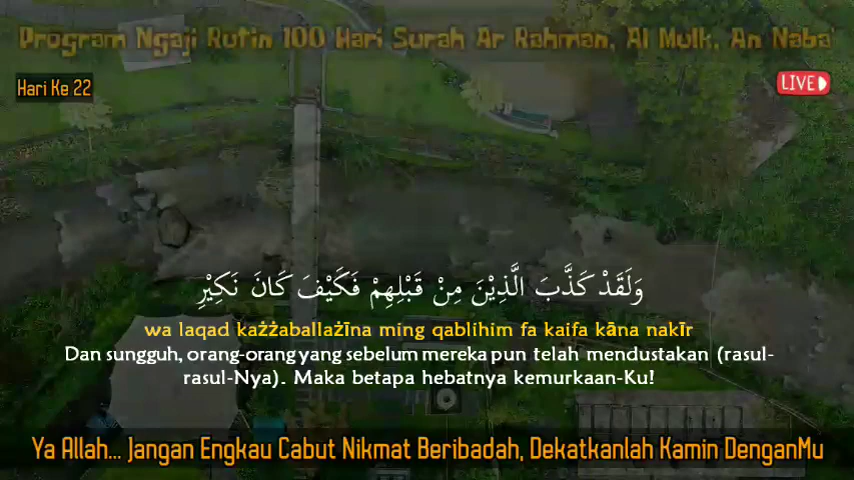 Program Ngaji Rutin 100 Hari Surah Ar Rahman, Al Mulk, An Naba'
Hari Ke 22
LIVE
وَلَقَدْ كَذَّبَ الَّذِيْنَ مِنْ قَبْلِهِمْ فَكَيْفَ كَانَ نَكِيْرِ
wa laqad każżaballażīna ming qablihim fa kaifa kāna nakīr
Dan sungguh, orang-orang yang sebelum mereka pun telah mendustakan (rasul-
rasul-Nya). Maka betapa hebatnya kemurkaan-Ku!
Ya Allah... Jangan Engkau Cabut Nikmat Beribadah, Dekatkanlah Kamin DenganMu